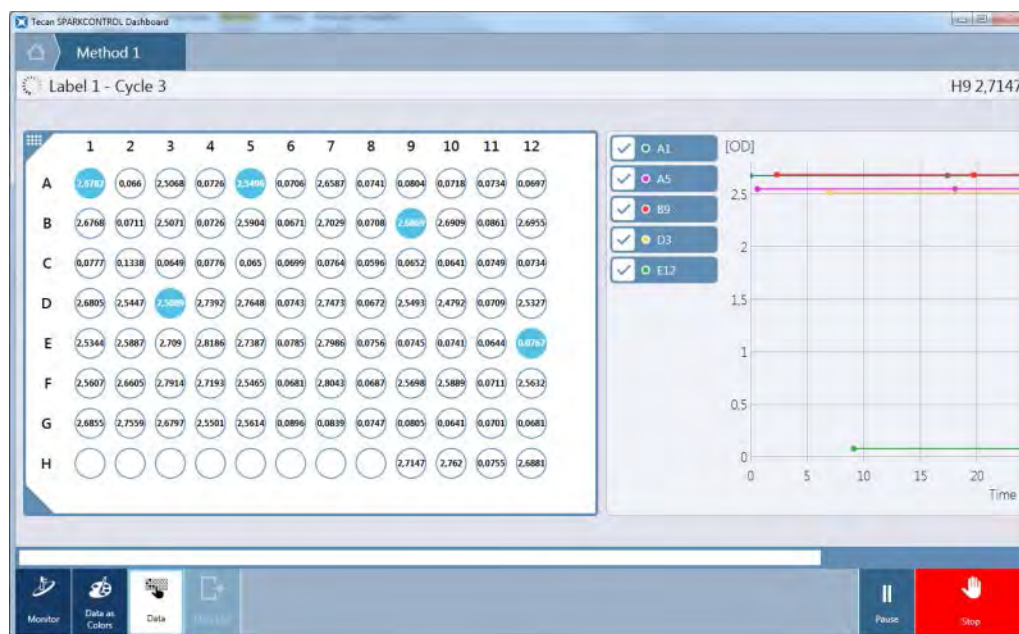 Tecan SPARKCONTROL Dashboard
Method 1
Label 1 - Cycle 3
H9 2,7147
1 2 3 4 5 6 7 8 9 10 11 12
A 2,6787 0,066 2,5068 0,0726 2,5496 0,0706 2,6587 0,0741 0,0804 0,0718 0,0734 0,0697
B 2,6768 0,0711 2,5071 0,0726 2,5904 0,0671 2,7029 0,0708 2,6869 2,6909 0,0861 2,6955
C 0,0777 0,1338 0,0649 0,0776 0,065 0,0699 0,0764 0,0596 0,0652 0,0641 0,0749 0,0734
D 2,6805 2,5447 2,7392 2,7648 0,0743 2,7473 0,0672 2,5493 2,4792 0,0709 2,5327
E 2,5344 2,5887 2,709 2,8186 2,7387 0,0785 2,7986 0,0756 0,0745 0,0741 0,0644 0,0767
F 2,5607 2,6605 2,7914 2,7193 2,5465 0,0681 2,8043 0,0687 2,5698 2,5889 0,0711 2,5632
G 2,6855 2,7559 2,6797 2,5501 2,5614 0,0896 0,0839 0,0747 0,0805 0,0641 0,0701 0,0681
H 2,7147 2,762 0,0755 2,6881
A1
A5
B9
D3
E12
[OD]
2.5
2
1.5
1
0.5
0
0 5 10 15 20
Time
Monitor
Data as
Colors
Data
Pause
Stop